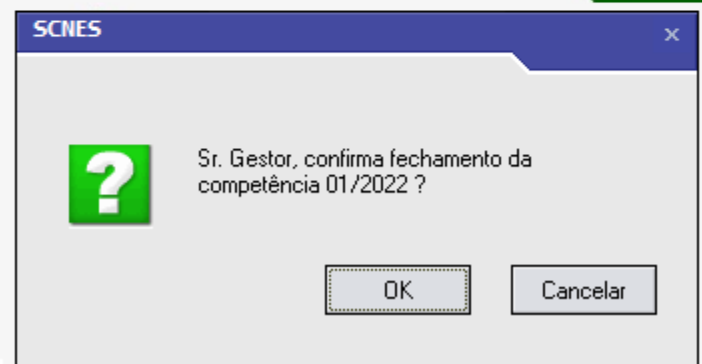 SCNES
x
Sr. Gestor, confirma fechamento da
competência 01/2022 ?
OK
Cancelar